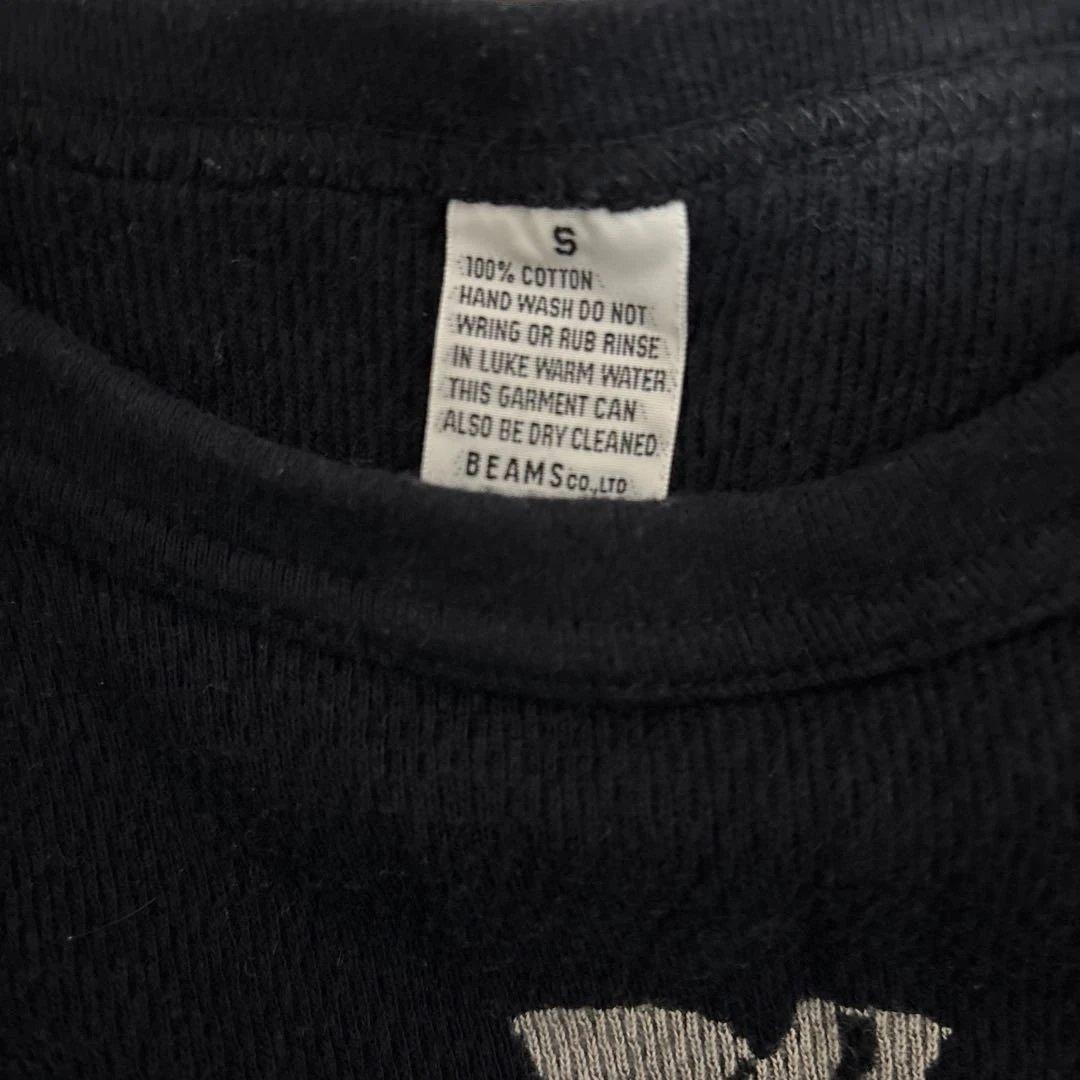 S
100% COTTON
HAND WASH DO NOT
WRING OR RUB RINSE
IN LUKE WARM WATER.
THIS GARMENT CAN
ALSO BE DRY CLEANED.
BEAMS CO.,LTD